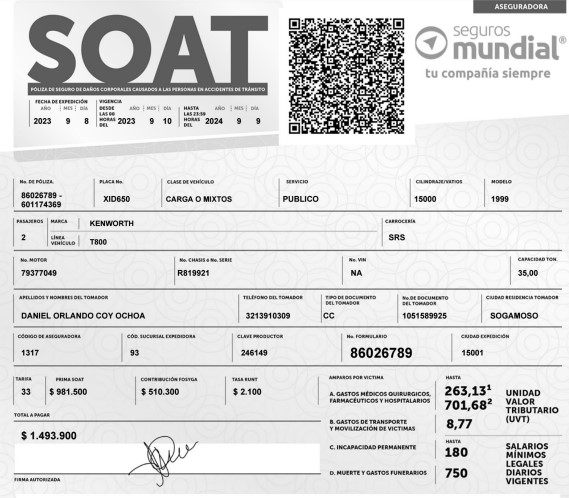 ASEGURADORA
SOAT
PÓLIZA DE SEGURO DE DAÑOS CORPORALES CAUSADOS A LAS PERSONAS EN ACCIDENTES DE TRÁNSITO
seguros
mundial®
tu compañía siempre
FECHA DE EXPEDICIÓN VIGENCIA
AÑO MES DÍA DESDE LAS 00 HORAS DEL AÑO MES DÍA HASTA LAS 23:59 HORAS DEL AÑO MES DÍA
2023 9 8 2023 9 10 2024 9 9
No. DE PÓLIZA. PLACA No. CLASE DE VEHÍCULO SERVICIO CILINDRAJE/VATIOS MODELO
86026789 - 601174369 XID650 CARGA O MIXTOS PUBLICO 15000 1999
PASAJEROS MARCA KENWORTH CARROCERÍA
2 LÍNEA VEHÍCULO T800 SRS
No. MOTOR No. CHASIS ó No. SERIE No. VIN CAPACIDAD TON.
79377049 R819921 NA 35,00
APELLIDOS Y NOMBRES DEL TOMADOR TELÉFONO DEL TOMADOR TIPO DE DOCUMENTO DEL TOMADOR No.DE DOCUMENTO DEL TOMADOR CIUDAD RESIDENCIA TOMADOR
DANIEL ORLANDO COY OCHOA 3213910309 CC 1051589925 SOGAMOSO
CÓDIGO DE ASEGURADORA CÓD. SUCURSAL EXPEDIDORA CLAVE PRODUCTOR No. FORMULARIO CIUDAD EXPEDICIÓN
1317 93 246149 86026789 15001
TARIFA PRIMA SOAT CONTRIBUCIÓN FOSYGA TASA RUNT
33 $ 981.500 $ 510.300 $ 2.100
TOTAL A PAGAR
$ 1.493.900
FIRMA AUTORIZADA
AMPAROS POR VICTIMA HASTA
A. GASTOS MÉDICOS QUIRURGICOS, FARMACÉUTICOS Y HOSPITALARIOS 263,13¹ 701,68²
B. GASTOS DE TRANSPORTE Y MOVILIZACIÓN DE VICTIMAS 8,77
UNIDAD VALOR TRIBUTARIO (UVT)
C. INCAPACIDAD PERMANENTE HASTA 180
D. MUERTE Y GASTOS FUNERARIOS 750
SALARIOS MÍNIMOS LEGALES DIARIOS VIGENTES